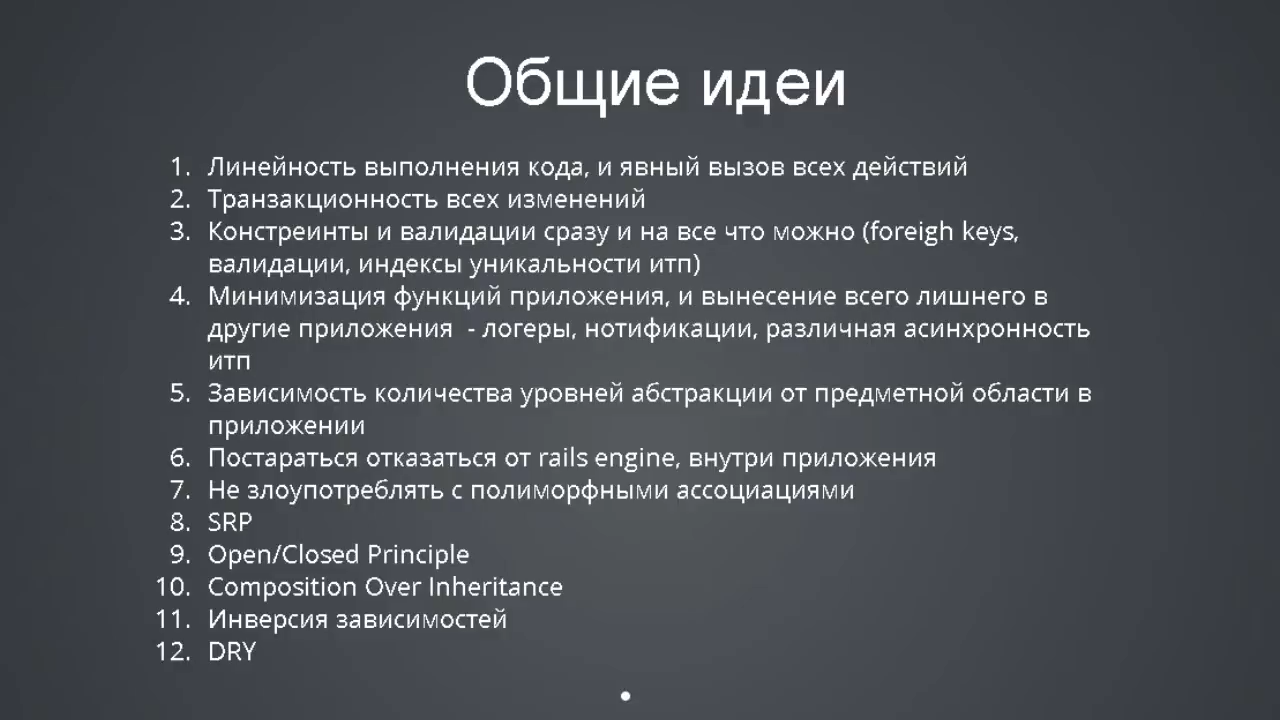 Общие идеи
1. Линейность выполнения кода, и явный вызов всех действий
2. Транзакционность всех изменений
3. Констреинты и валидации сразу и на все что можно (foreigh keys,
валидации, индексы уникальности итп)
4. Минимизация функций приложения, и вынесение всего лишнего в
другие приложения - логеры, нотификации, различная асинхронность
итп
5. Зависимость количества уровней абстракции от предметной области в
приложении
6. Постараться отказаться от rails engine, внутри приложения
7. Не злоупотреблять с полиморфными ассоциациями
8. SRP
9. Open/Closed Principle
10. Composition Over Inheritance
11. Инверсия зависимостей
12. DRY